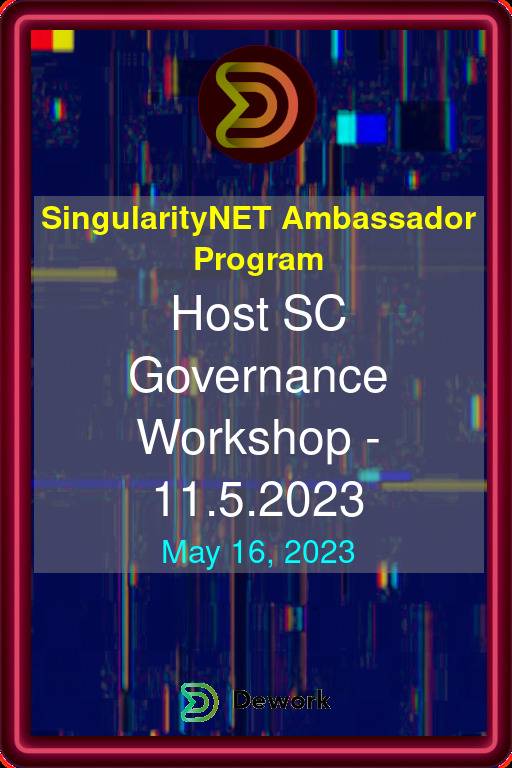 SingularityNET Ambassador
Program
Host SC
Governance
Workshop -
11.5.2023
May 16, 2023
Dework